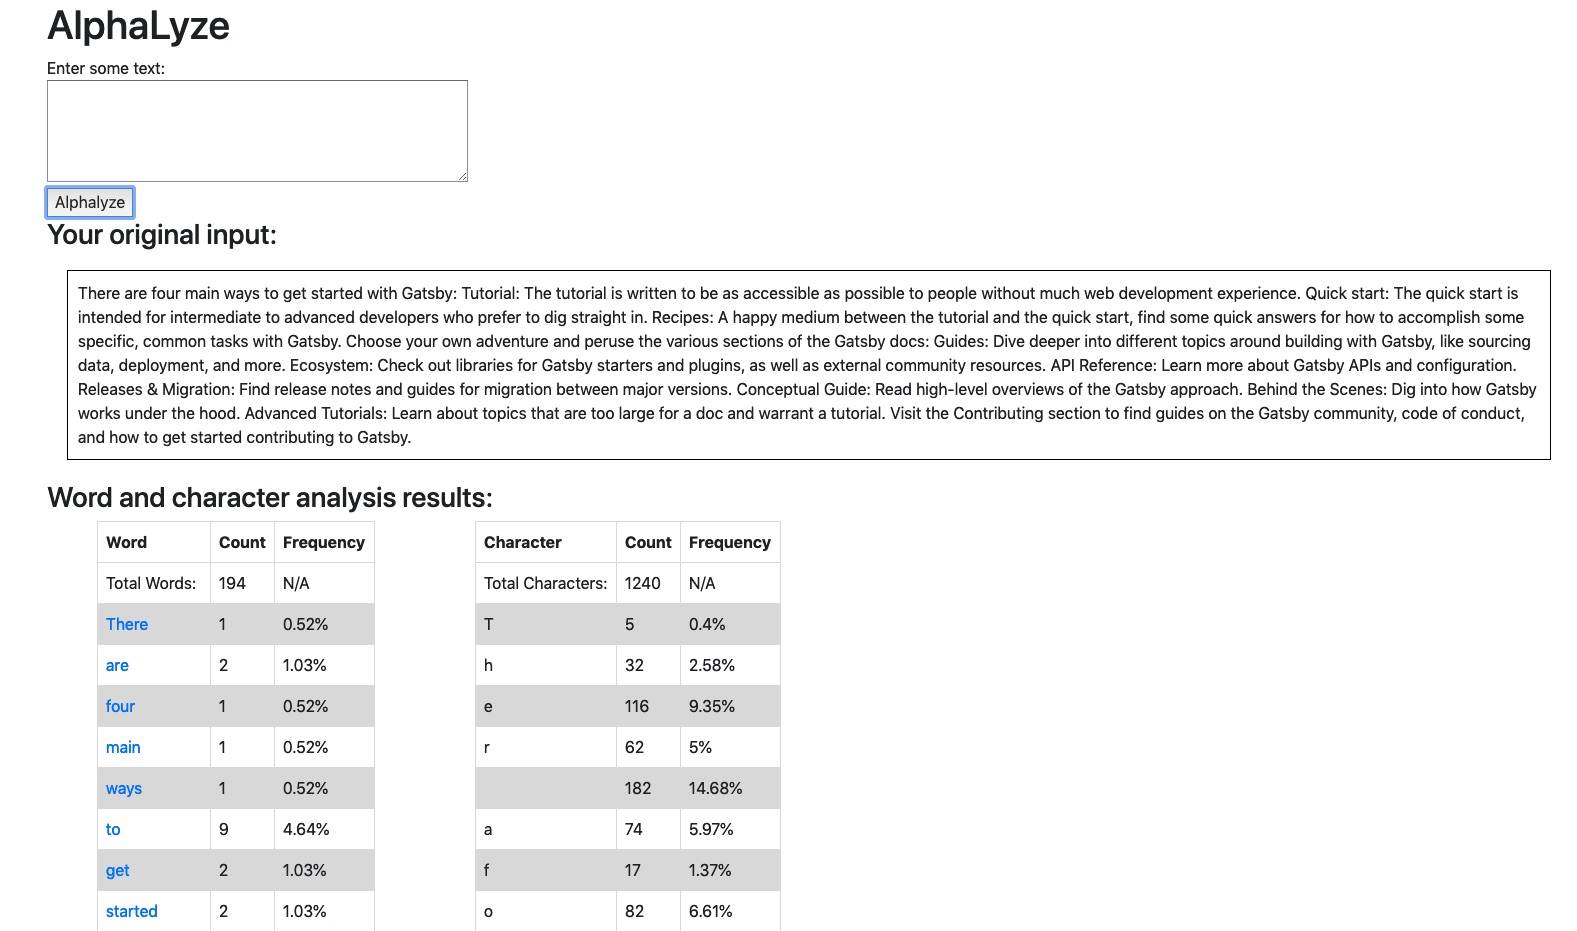 AlphaLyze
Enter some text:
Alphalyze
Your original input:
There are four main ways to get started with Gatsby: Tutorial: The tutorial is written to be as accessible as possible to people without much web development experience. Quick start: The quick start is
intended for intermediate to advanced developers who prefer to dig straight in. Recipes: A happy medium between the tutorial and the quick start, find some quick answers for how to accomplish some
specific, common tasks with Gatsby. Choose your own adventure and peruse the various sections of the Gatsby docs: Guides: Dive deeper into different topics around building with Gatsby, like sourcing
data, deployment, and more. Ecosystem: Check out libraries for Gatsby starters and plugins, as well as external community resources. API Reference: Learn more about Gatsby APIs and configuration.
Releases & Migration: Find release notes and guides for migration between major versions. Conceptual Guide: Read high-level overviews of the Gatsby approach. Behind the Scenes: Dig into how Gatsby
works under the hood. Advanced Tutorials: Learn about topics that are too large for a doc and warrant a tutorial. Visit the Contributing section to find guides on the Gatsby community, code of conduct,
and how to get started contributing to Gatsby.
Word and character analysis results:
Word Count Frequency
Total Words: 194 N/A
There 1 0.52%
are 2 1.03%
four 1 0.52%
main 1 0.52%
ways 1 0.52%
to 9 4.64%
get 2 1.03%
started 2 1.03%
Character Count Frequency
Total Characters: 1240 N/A
T 5 0.4%
h 32 2.58%
e 116 9.35%
r 62 5%
182 14.68%
a 74 5.97%
f 17 1.37%
o 82 6.61%